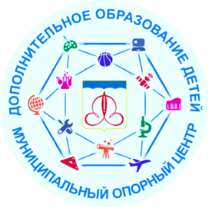 ДОПОЛНИТЕЛЬНОЕ ОБРАЗОВАНИЕ ДЕТЕЙ
МУНИЦИПАЛЬНЫЙ ОПОРНЫЙ ЦЕНТР